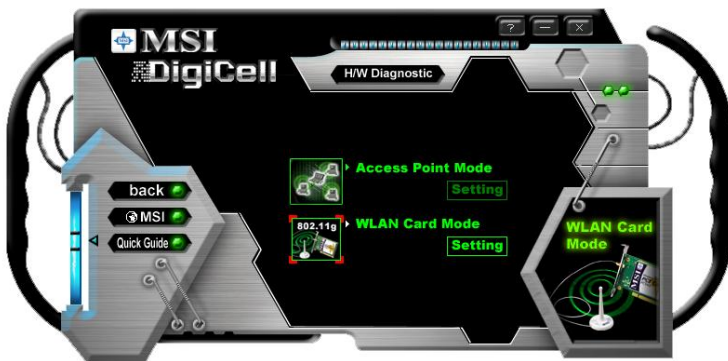 MSI
DigiCell
H/W Diagnostic
?
back
MSI
Quick Guide
Access Point Mode
Setting
802.11g
WLAN Card Mode
Setting
WLAN Card
Mode
MSI